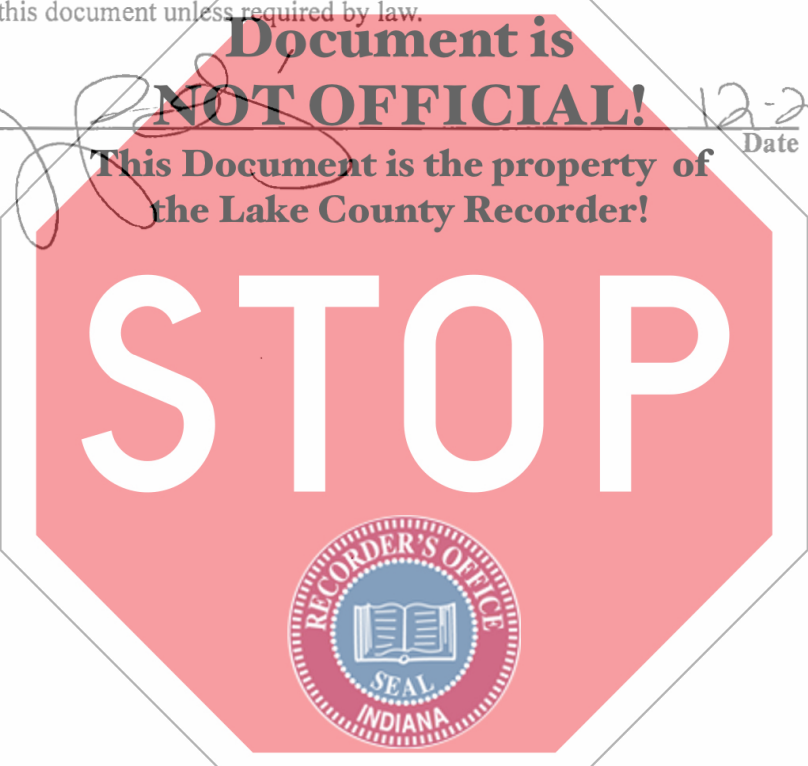 this document unless required by law.
Document is
NOT OFFICIAL!
12-2
Date
This Document is the property of
the Lake County Recorder!
STOP
RECORDER'S OFFICE
SEAL
INDIANA